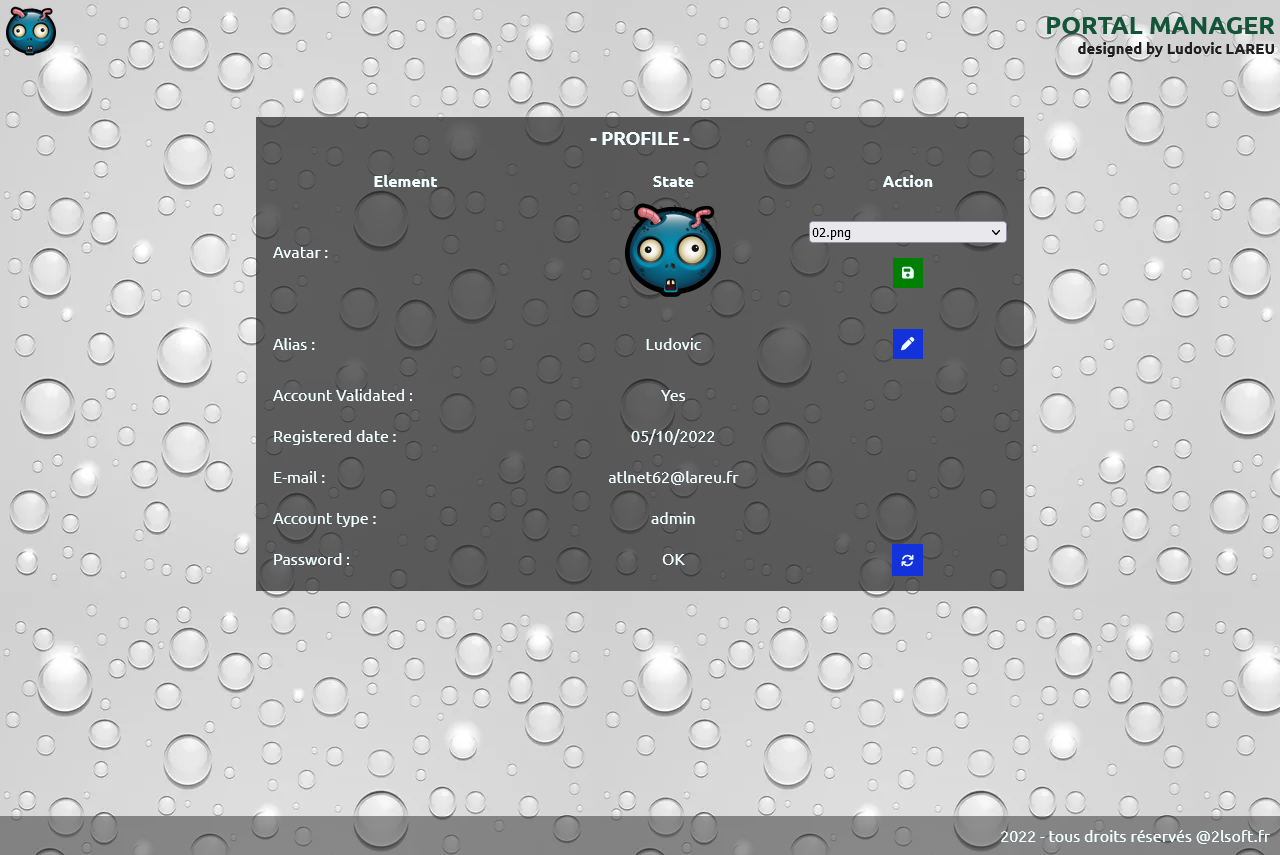 PORTAL MANAGER
designed by Ludovic LAREU
- PROFILE -
Element State Action
Avatar : 02.png
Alias : Ludovic
Account Validated : Yes
Registered date : 05/10/2022
E-mail : atlnet62@lareu.fr
Account type : admin
Password : OK
2022 - tous droits réservés @2lsoft.fr